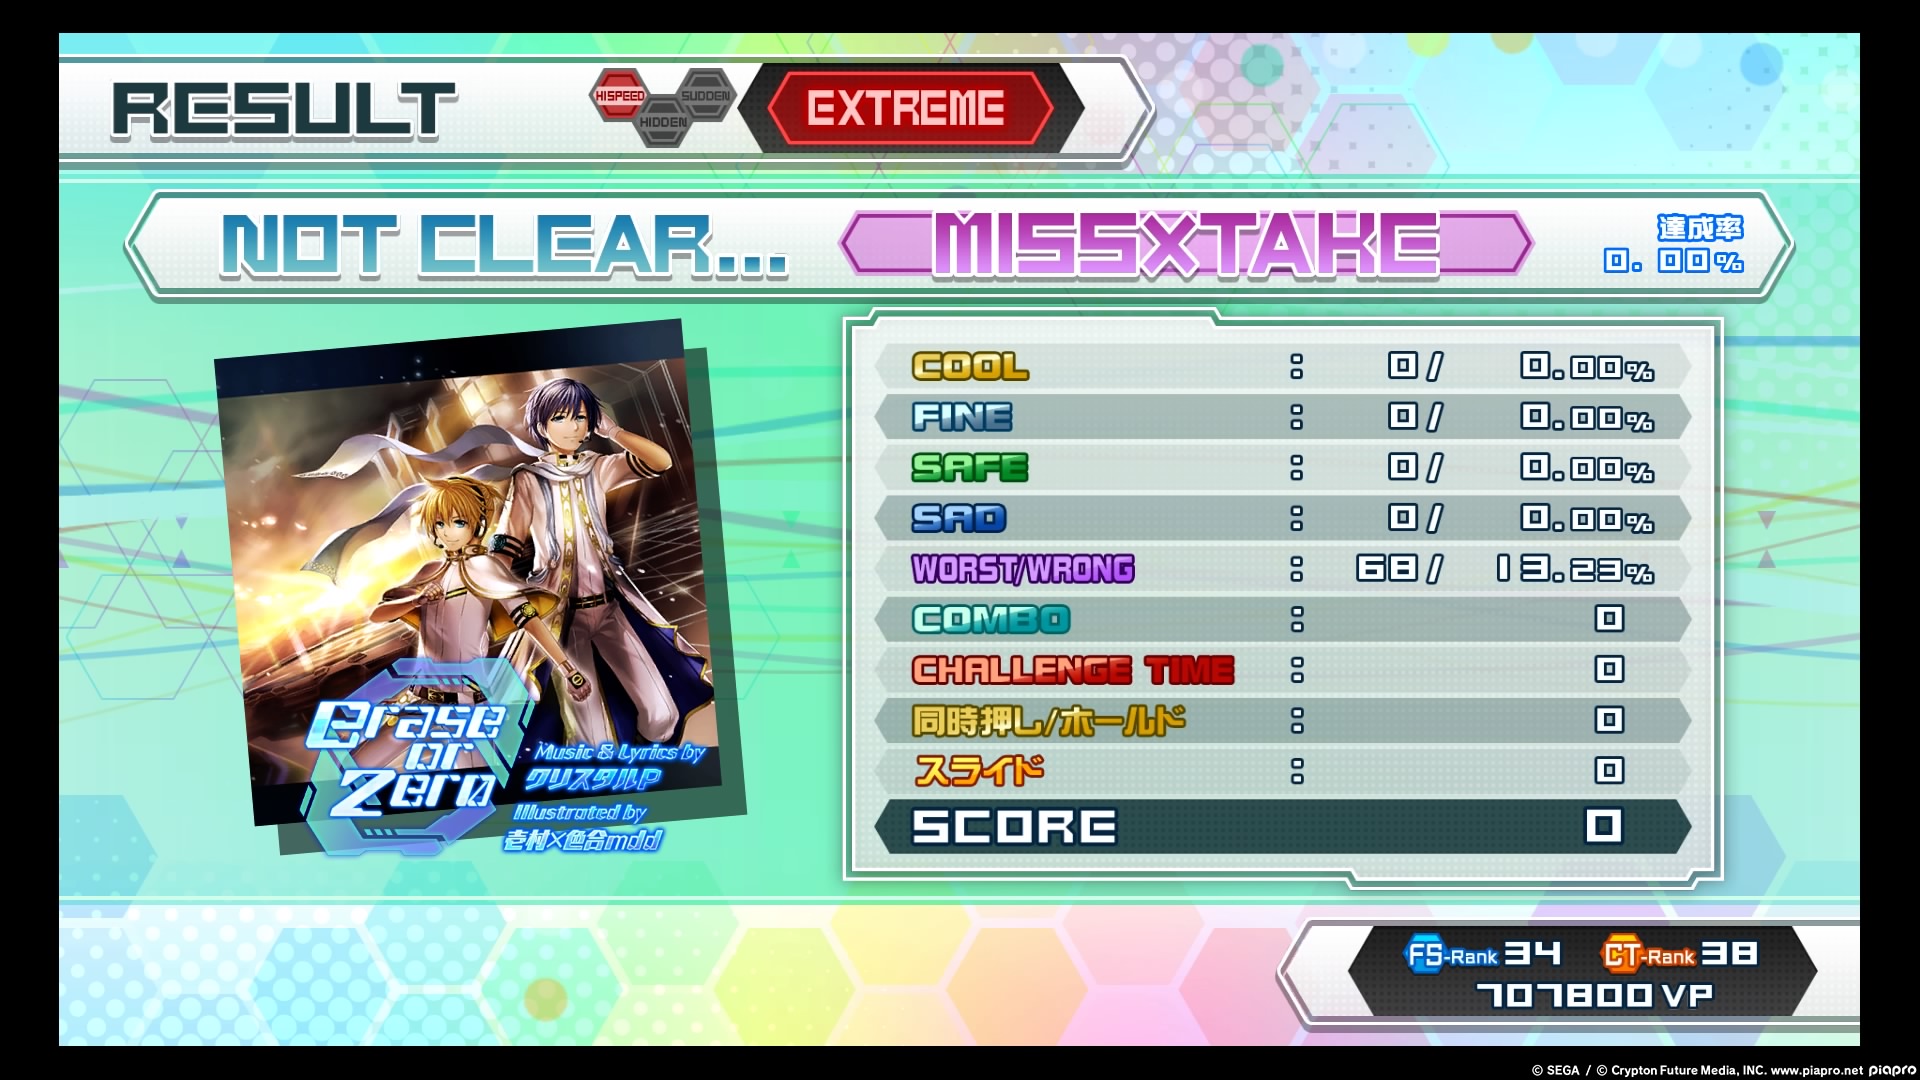 RESULT
HISPEED
HIDDEN
SUDDEN
EXTREME
NOT CLEAR...
MISS×TAKE
達成率
0.00%
COOL : 0/ 0.00%
FINE : 0/ 0.00%
SAFE : 0/ 0.00%
SAD : 0/ 0.00%
WORST/WRONG : 68/ 13.23%
COMBO : 0
CHALLENGE TIME : 0
同時押し/ホールド : 0
スライド : 0
SCORE 0
erase
or
Zero
Music & Lyrics by
クリスタルP
Illustrated by
壱村×色合mdd
FS-Rank 34 CT-Rank 38
707800 VP
© SEGA / © Crypton Future Media, INC. www.piapro.net piapro